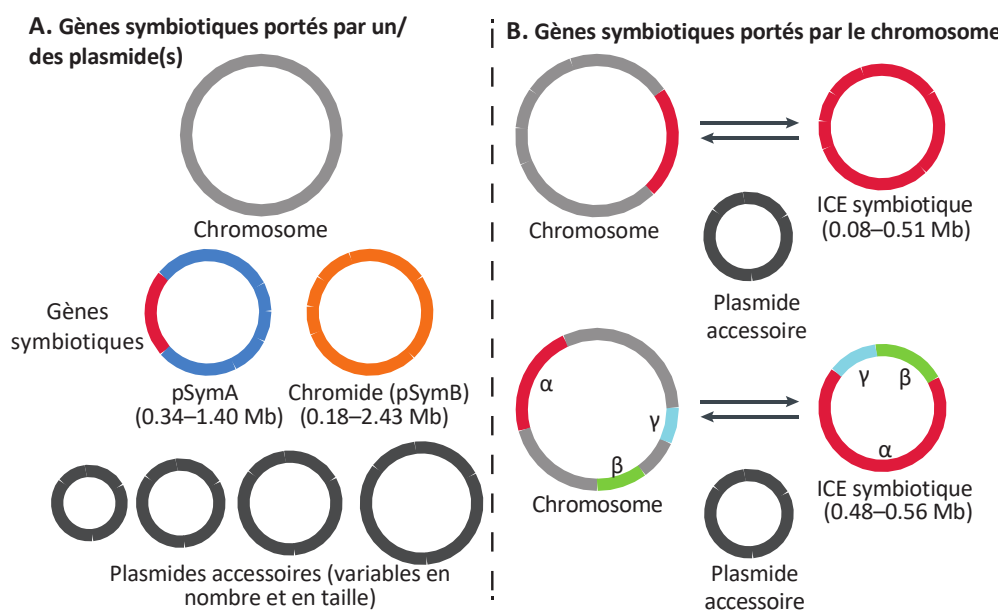 A. Gènes symbiotiques portés par un/
des plasmide(s)
Chromosome
Gènes
symbiotiques
pSymA
(0.34–1.40 Mb)
Chromide (pSymB)
(0.18–2.43 Mb)
Plasmides accessoires (variables en
nombre et en taille)
B. Gènes symbiotiques portés par le chromosome
Chromosome
ICE symbiotique
(0.08–0.51 Mb)
Plasmide
accessoire
α
γ
β
Chromosome
γ
β
α
ICE symbiotique
(0.48–0.56 Mb)
Plasmide
accessoire